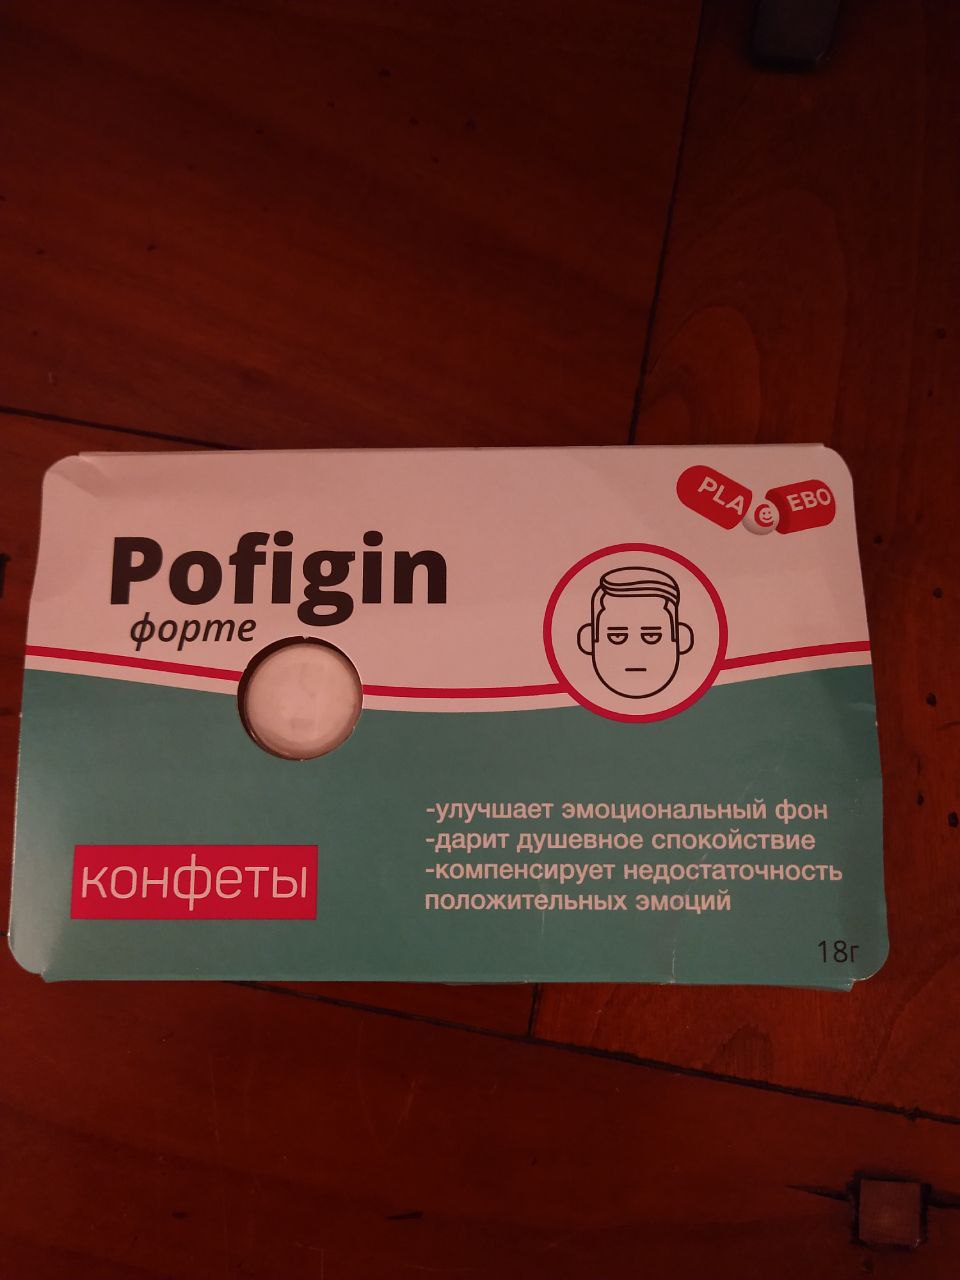 PLA EBO
Pofigin
форте
-улучшает эмоциональный фон
-дарит душевное спокойствие
-компенсирует недостаточность
положительных эмоций
конфеты
18г